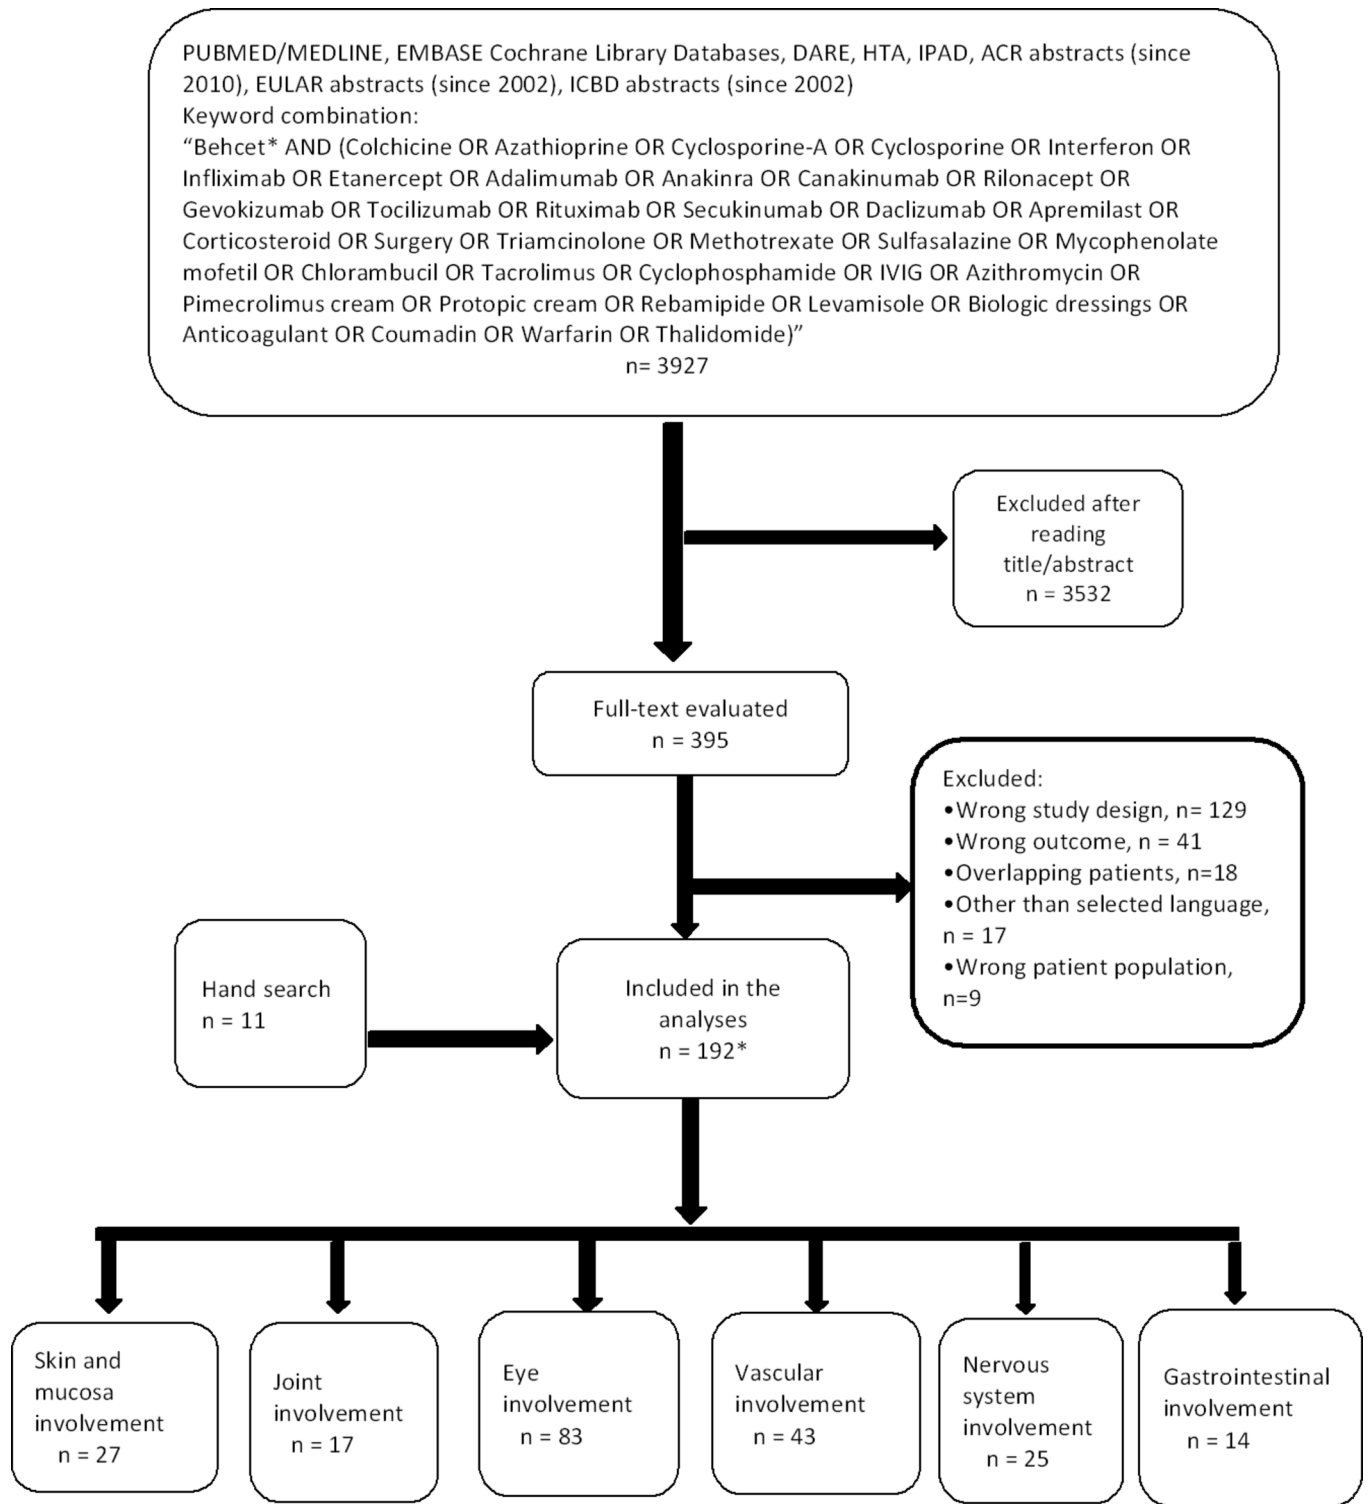 PUBMED/MEDLINE, EMBASE Cochrane Library Databases, DARE, HTA, IPAD, ACR abstracts (since
2010), EULAR abstracts (since 2002), ICBD abstracts (since 2002)
Keyword combination:
“Behcet* AND (Colchicine OR Azathioprine OR Cyclosporine-A OR Cyclosporine OR Interferon OR
Infliximab OR Etanercept OR Adalimumab OR Anakinra OR Canakinumab OR Rilonacept OR
Gevokizumab OR Tocilizumab OR Rituximab OR Secukinumab OR Daclizumab OR Apremilast OR
Corticosteroid OR Surgery OR Triamcinolone OR Methotrexate OR Sulfasalazine OR Mycophenolate
mofetil OR Chlorambucil OR Tacrolimus OR Cyclophosphamide OR IVIG OR Azithromycin OR
Pimecrolimus cream OR Protopic cream OR Rebamipide OR Levamisole OR Biologic dressings OR
Anticoagulant OR Coumadin OR Warfarin OR Thalidomide)”
n= 3927
Excluded after
reading
title/abstract
n = 3532
Full-text evaluated
n = 395
Excluded:
•Wrong study design, n= 129
•Wrong outcome, n = 41
•Overlapping patients, n=18
•Other than selected language,
n = 17
•Wrong patient population,
n=9
Hand search
n = 11
Included in the
analyses
n = 192*
Skin and
mucosa
involvement
n = 27
Joint
involvement
n = 17
Eye
involvement
n = 83
Vascular
involvement
n = 43
Nervous
system
involvement
n = 25
Gastrointestinal
involvement
n = 14